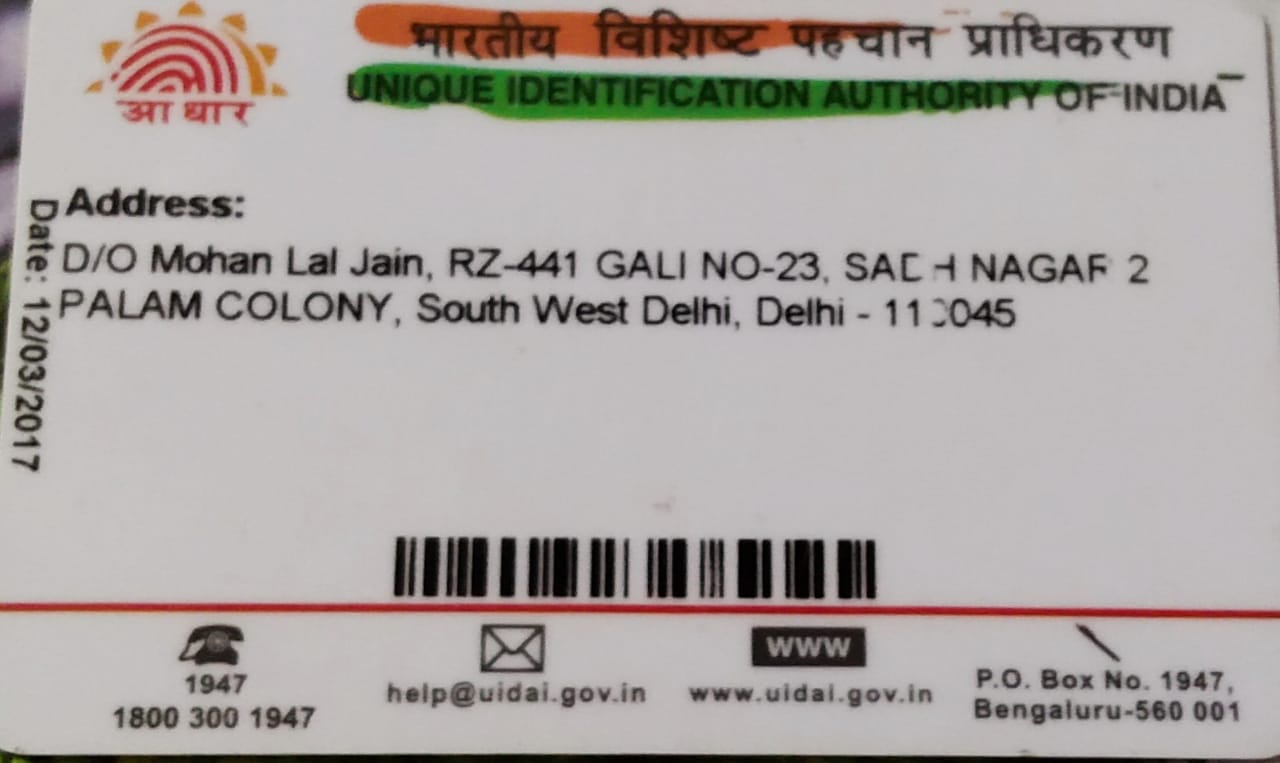 भारतीय विशिष्ट पहचान प्राधिकरण
UNIQUE IDENTIFICATION AUTHORITY OF INDIA
आधार
Address:
D/O Mohan Lal Jain, RZ-441 GALI NO-23, NAGAR 2
PALAM COLONY, South West Delhi, Delhi - 110045
Date: 12/03/2017
1947
1800 300 1947
help@uidai.gov.in
www
www.uidai.gov.in
P.O. Box No. 1947,
Bengaluru-560 001